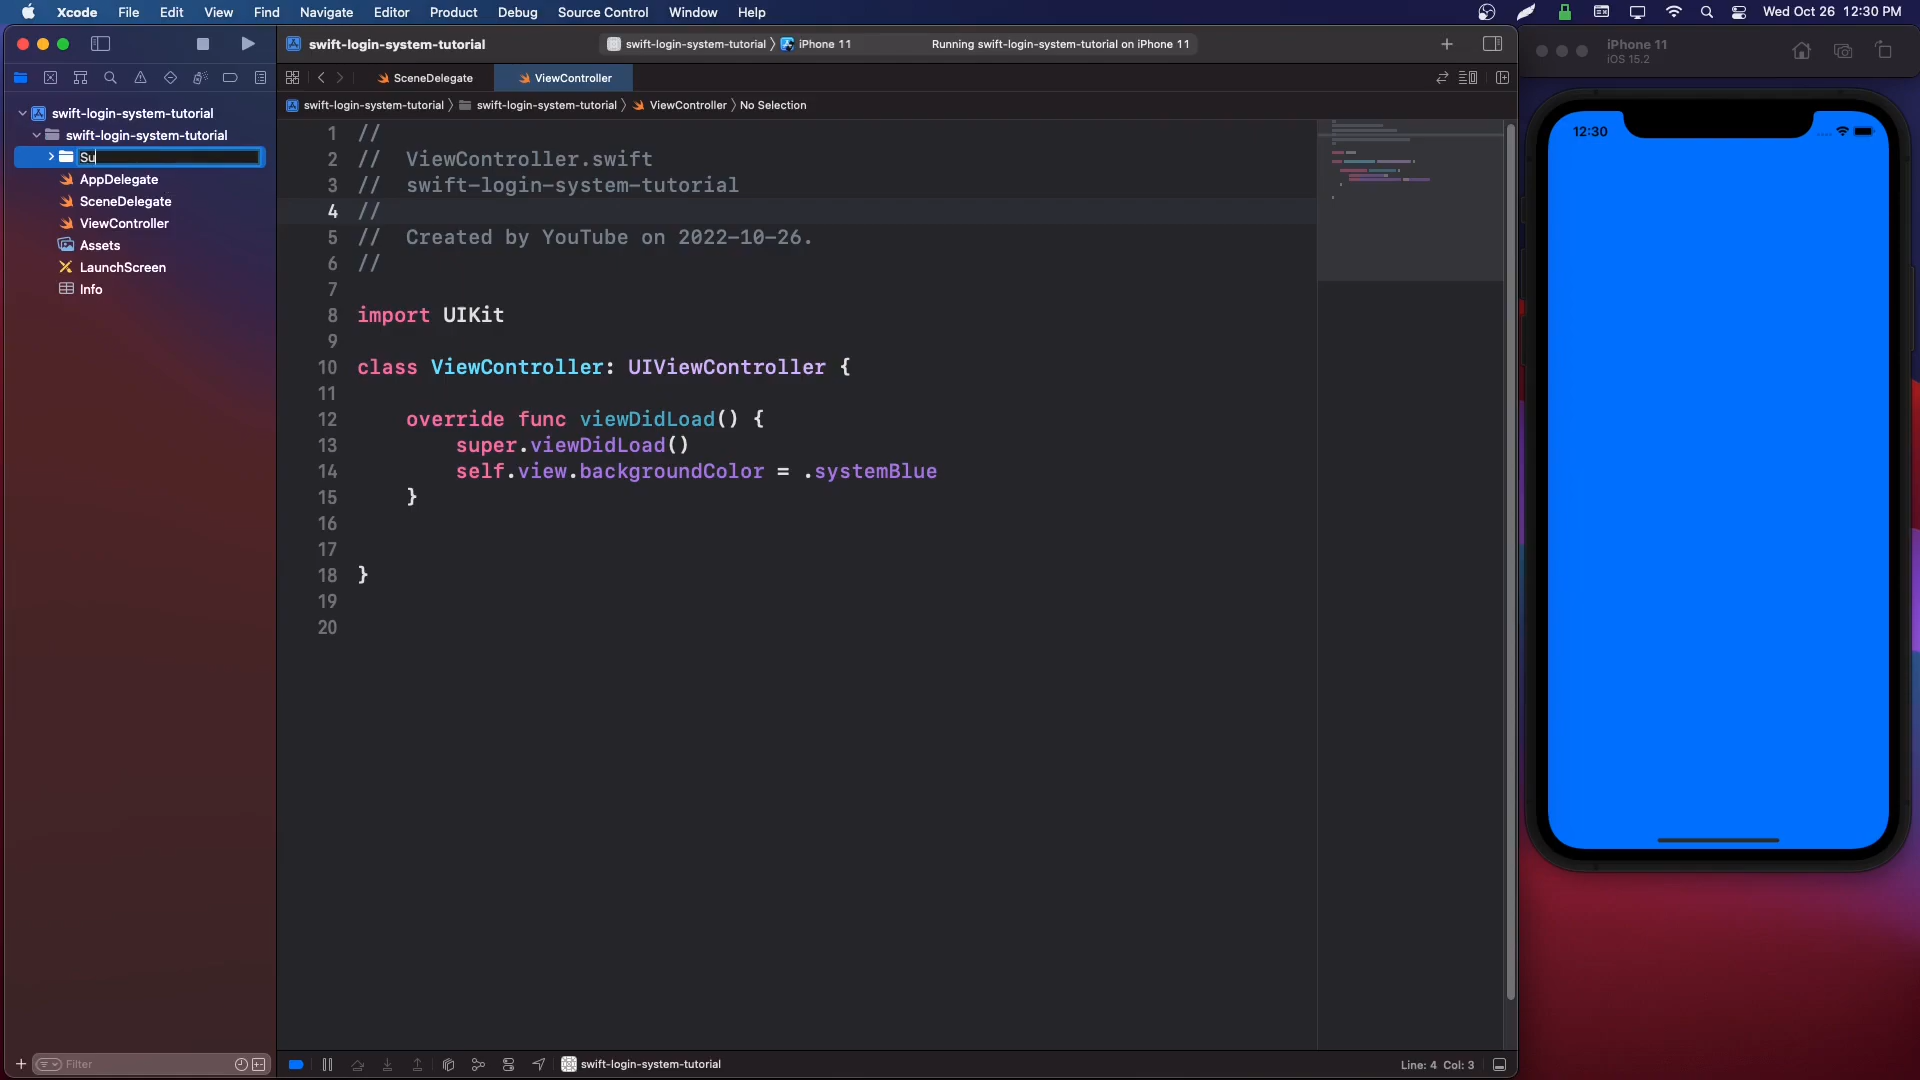 Xcode File Edit View Find Navigate Editor Product Debug Source Control Window Help Wed Oct 26 12:30 PM
swift-login-system-tutorial swift-login-system-tutorial iPhone 11 Running swift-login-system-tutorial on iPhone 11
iPhone 11
iOS 15.2
SceneDelegate ViewController
swift-login-system-tutorial swift-login-system-tutorial ViewController No Selection
swift-login-system-tutorial
swift-login-system-tutorial
Su
AppDelegate
SceneDelegate
ViewController
Assets
LaunchScreen
Info
1 //
2 //  ViewController.swift
3 //  swift-login-system-tutorial
4 //
5 //  Created by YouTube on 2022-10-26.
6 //
7
8 import UIKit
9
10 class ViewController: UIViewController {
11
12     override func viewDidLoad() {
13         super.viewDidLoad()
14         self.view.backgroundColor = .systemBlue
15     }
16
17
18 }
19
20
12:30
Filter
swift-login-system-tutorial
Line: 4 Col: 3